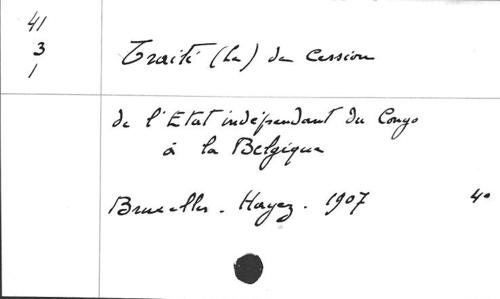 41
3
1
Traité (Le) de Cession
de l'Etat indépendant du Congo
à la Belgique
Bruxelles. Hayez. 1907 4°